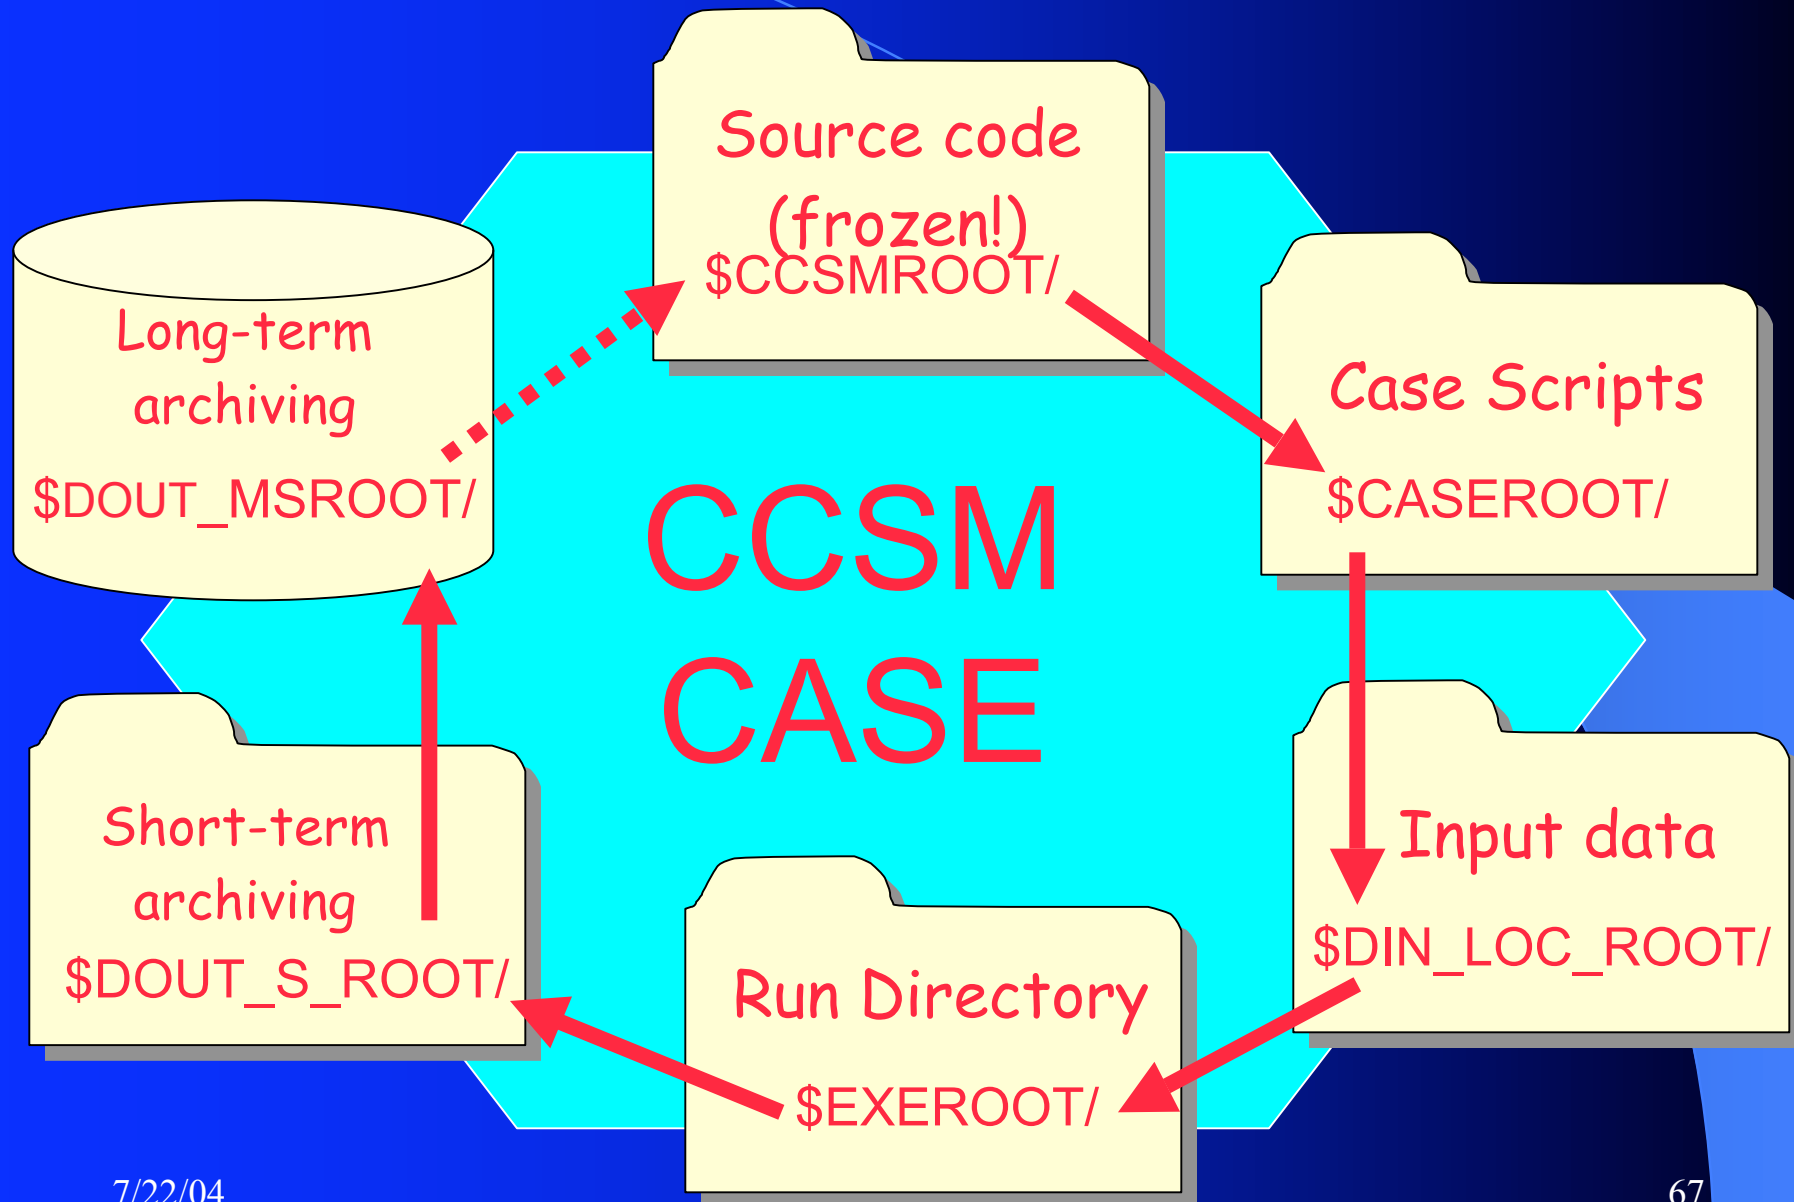 Source code
(frozen!)
$CCSMROOT/
Long-term
archiving
$DOUT_MSROOT/
Case Scripts
$CASEROOT/
CCSM
CASE
Short-term
archiving
$DOUT_S_ROOT/
Input data
$DIN_LOC_ROOT/
Run Directory
$EXEROOT/
7/22/04
67